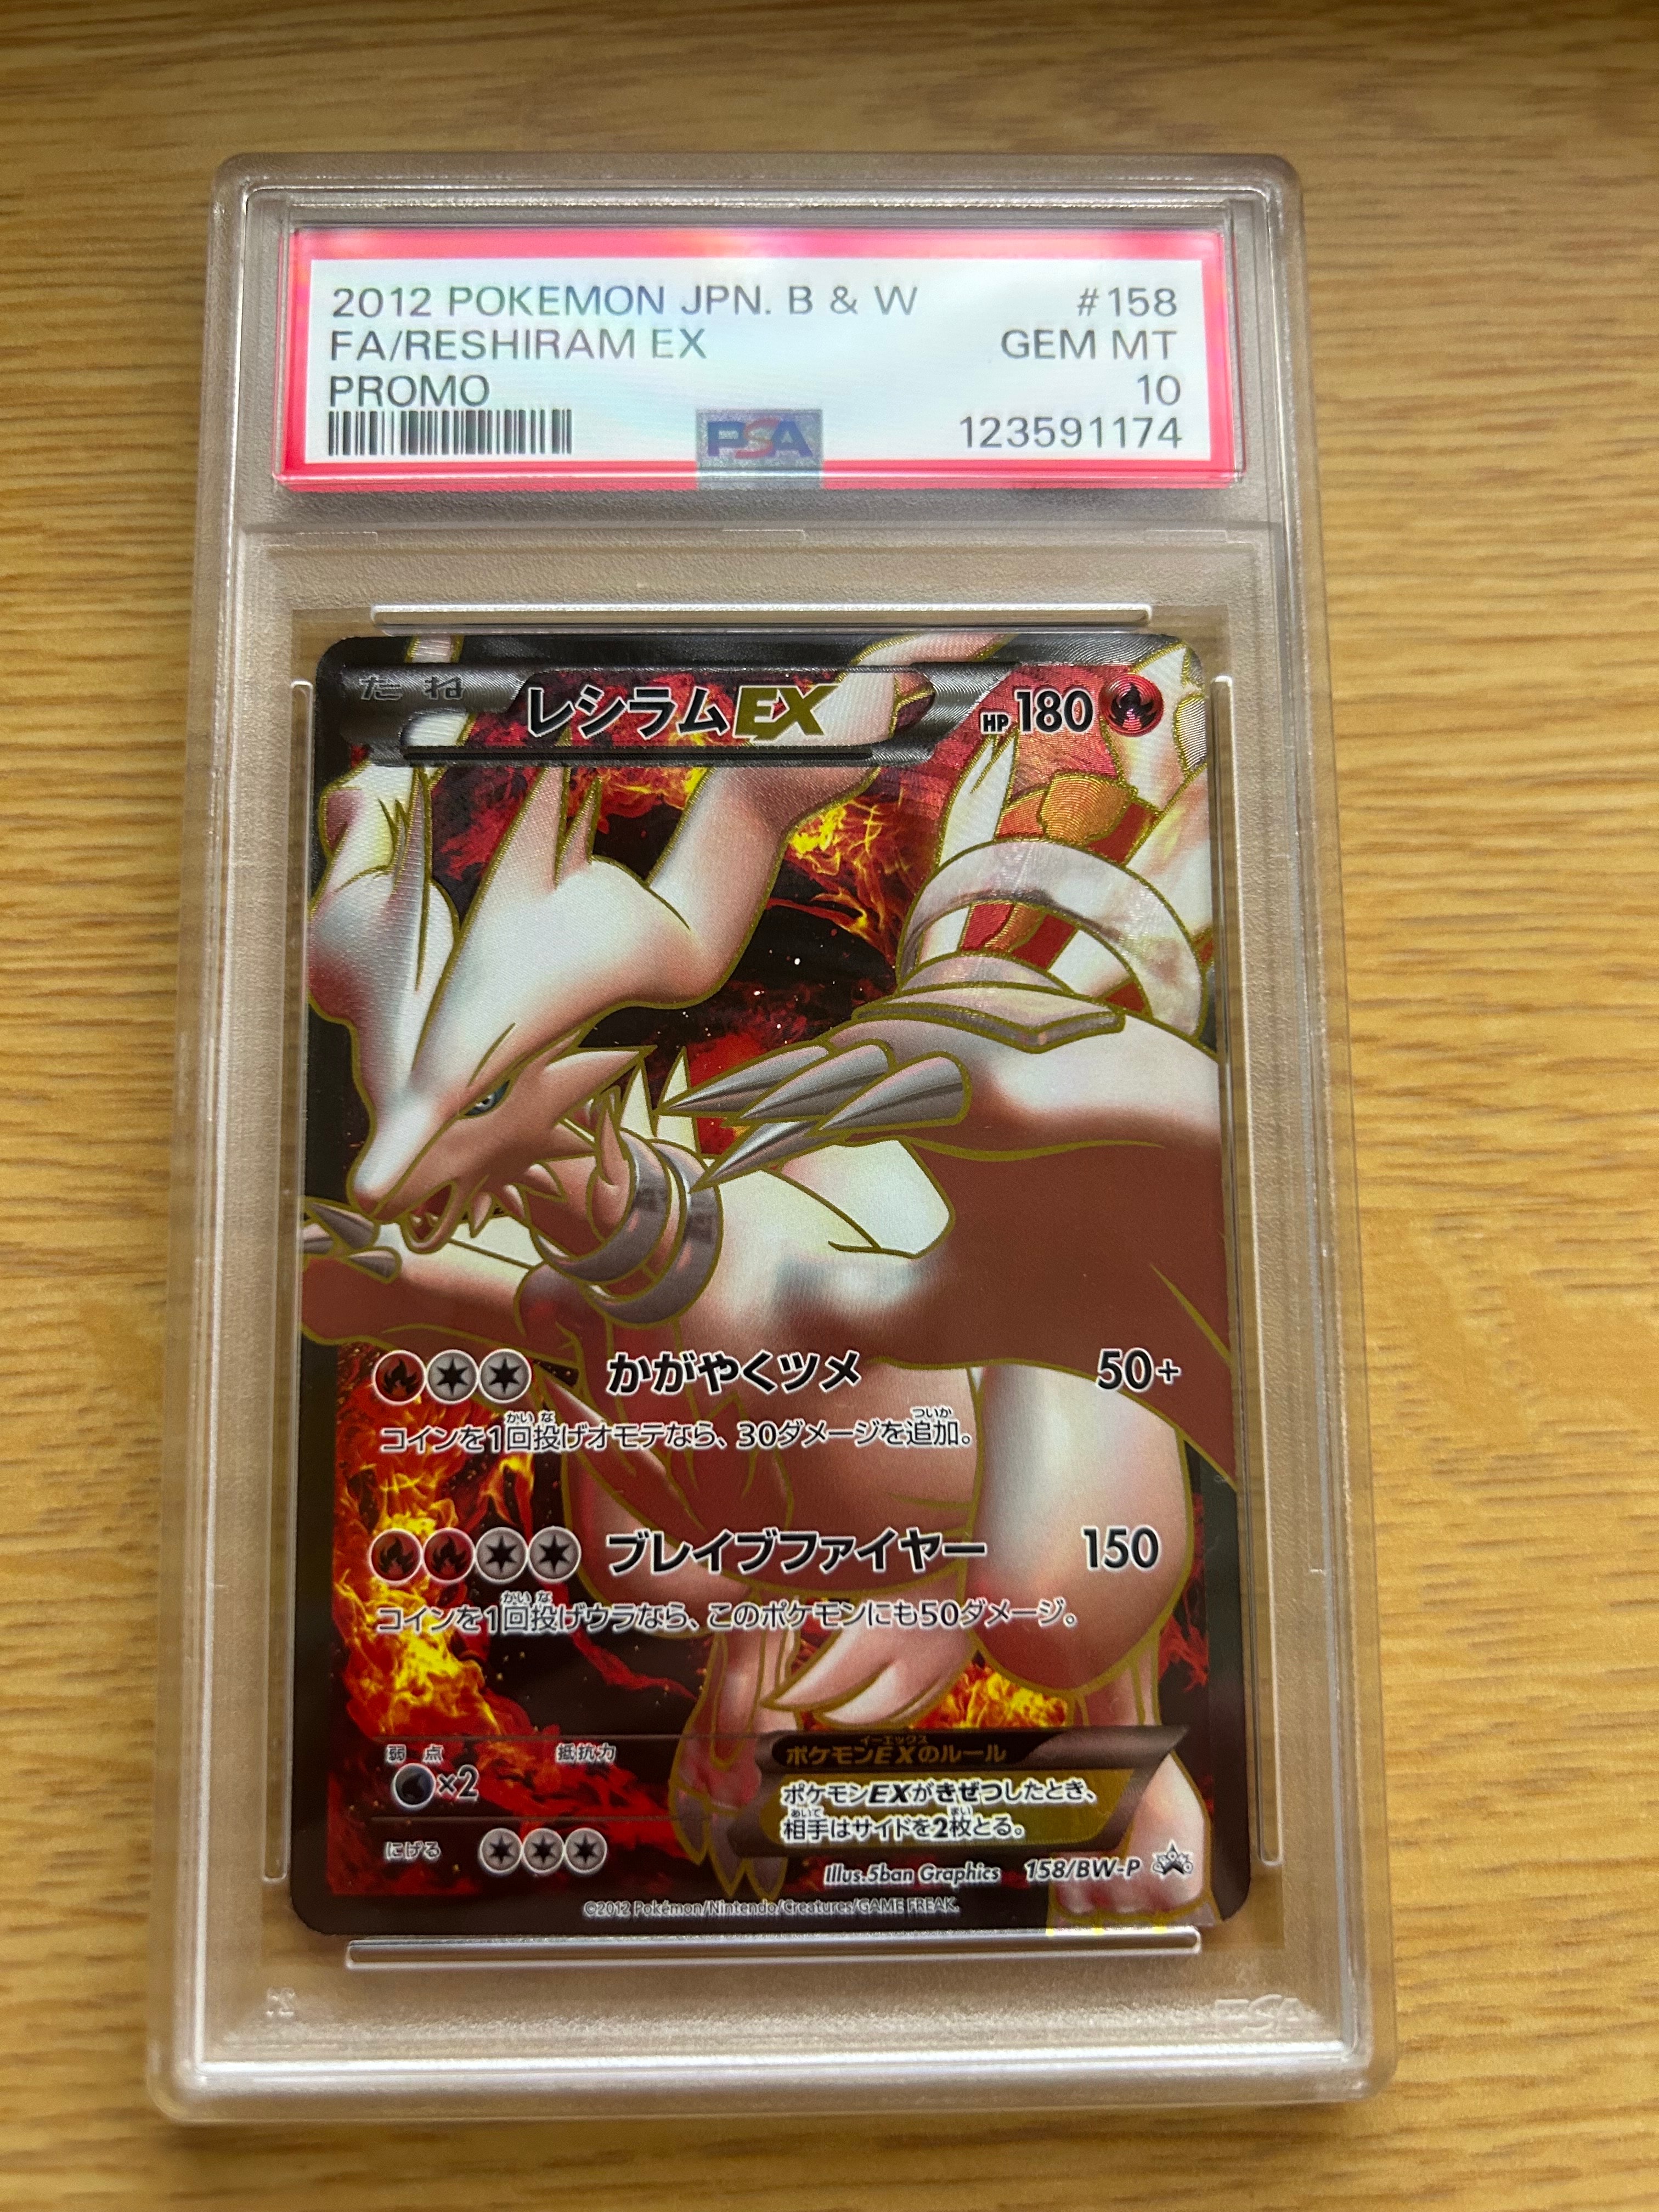 2012 POKEMON JPN. B & W #158
FA/RESHIRAM EX GEM MT
PROMO 10
PSA 123591174
たね レシラムEX HP180
かがやくツメ 50+
コインを1回投げオモテなら、30ダメージを追加。
ブレイブファイヤー 150
コインを1回投げウラなら、このポケモンにも50ダメージ。
弱点 抵抗力
×2
にげる
ポケモンEXのルール
ポケモンEXがきぜつしたとき、
相手はサイドを2枚とる。
Illus.5ban Graphics 158/BW-P
©2012 Pokémon/Nintendo/Creatures/GAME FREAK.
PSA